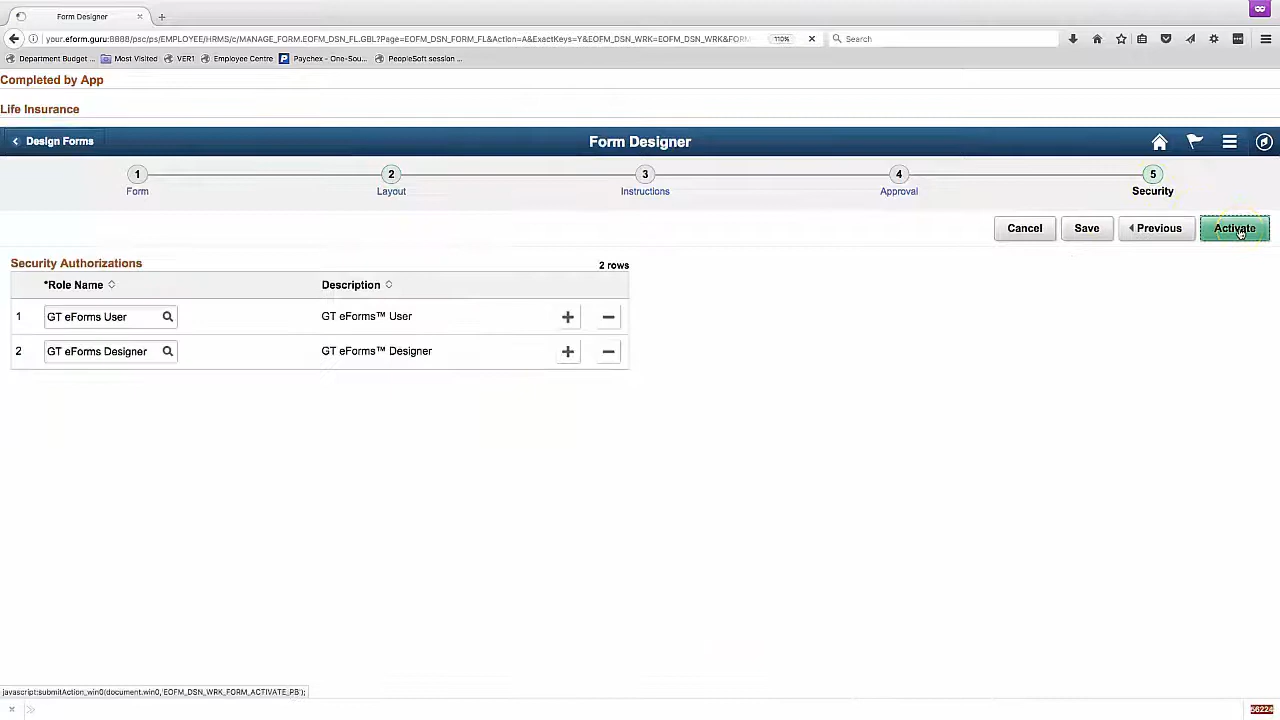 Form Designer
your.eform.guru:8888/psc/ps/EMPLOYEE/HRMS/c/MANAGE_FORM.EOFM_DSN_FL.GBL?Page=EOFM_DSN_FORM_FL&Action=A&ExactKeys=Y&EOFM_DSN_WRK=EOFM_DSN_WRK&FORM 110% Search
Department Budget ... Most Visited VER1 Employee Centre Paychex - One-Sou... PeopleSoft session ...
Completed by App
Life Insurance
Design Forms Form Designer
1 2 3 4 5
Form Layout Instructions Approval Security
Cancel Save Previous Activate
Security Authorizations 2 rows
*Role Name Description
1 GT eForms User GT eForms™ User
2 GT eForms Designer GT eForms™ Designer
javascript:submitAction_win0(document.win0,'EOFM_DSN_WRK_FORM_ACTIVATE_PB');
56224